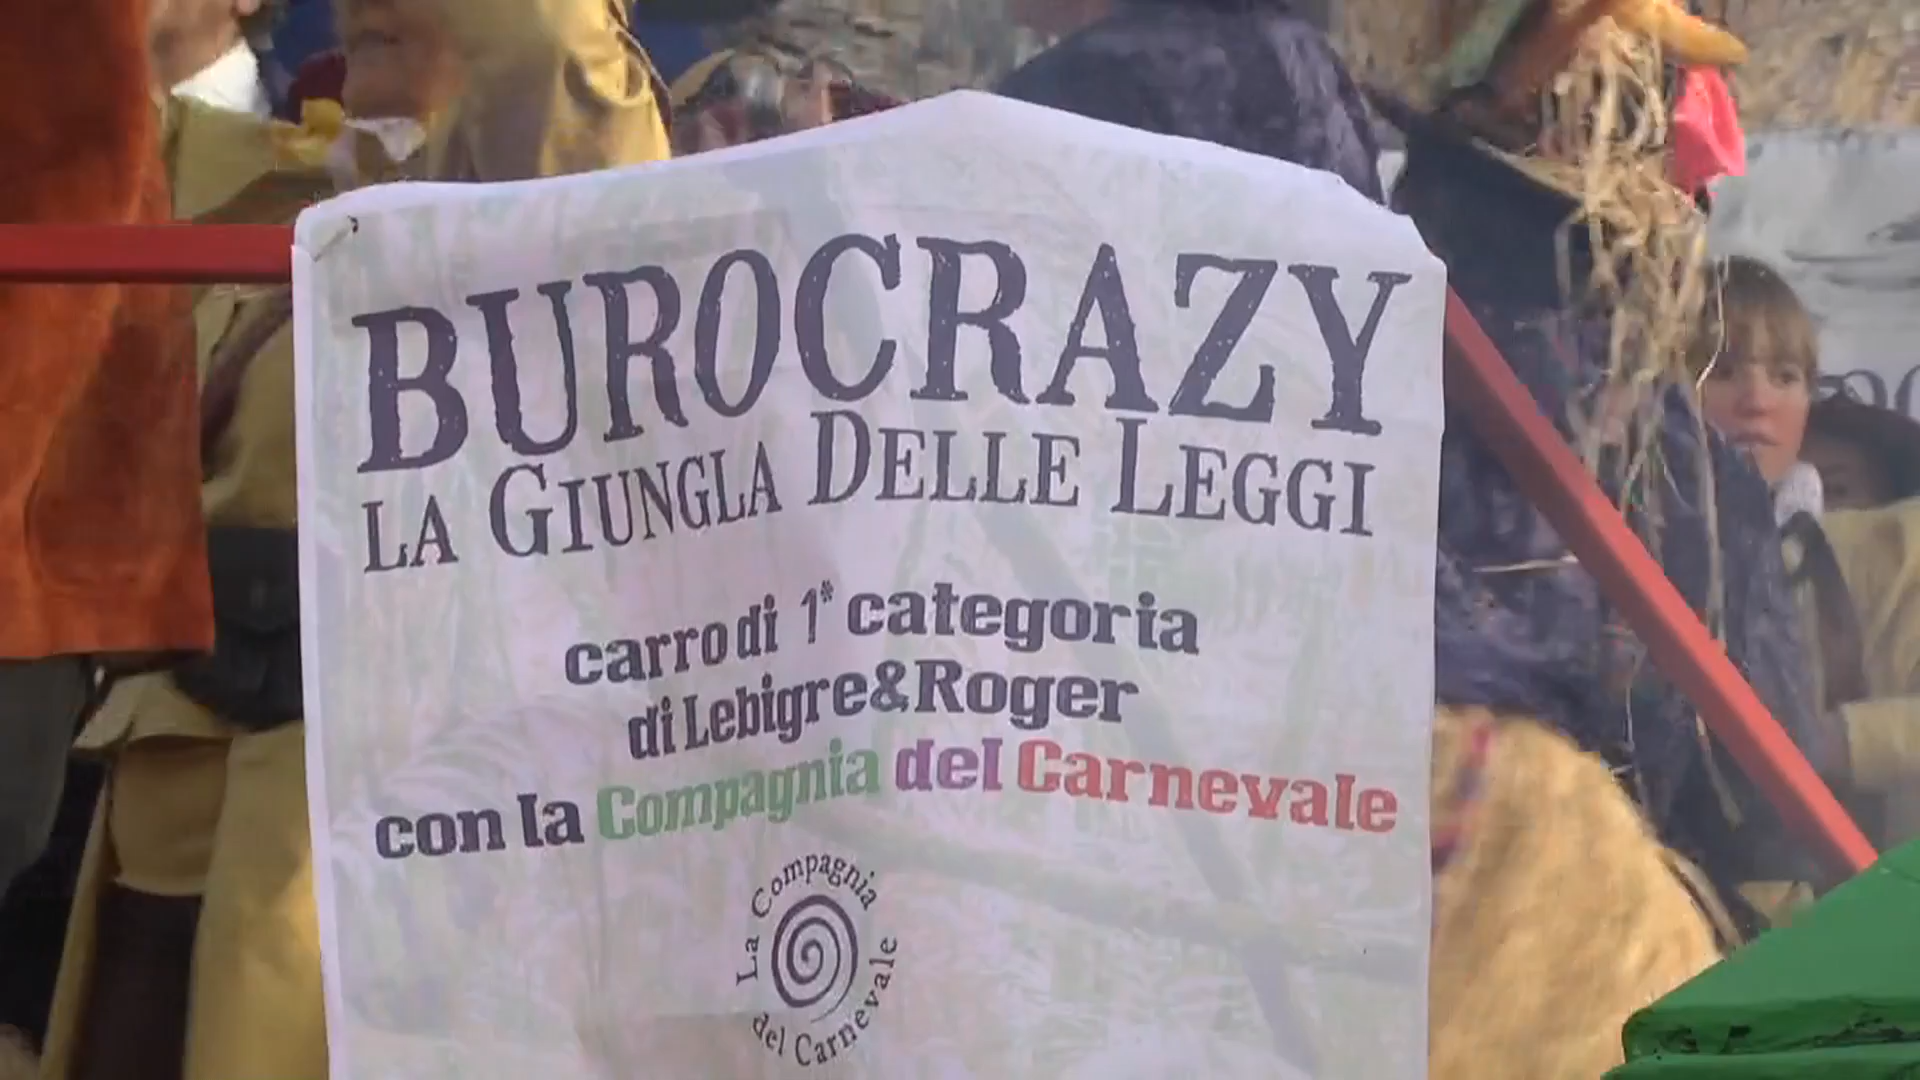 BUROCRAZY
LA GIUNGLA DELLE LEGGI
carro di 1* categoria
di Lebigre&Roger
con la Compagnia del Carnevale
La Compagnia
del Carnevale